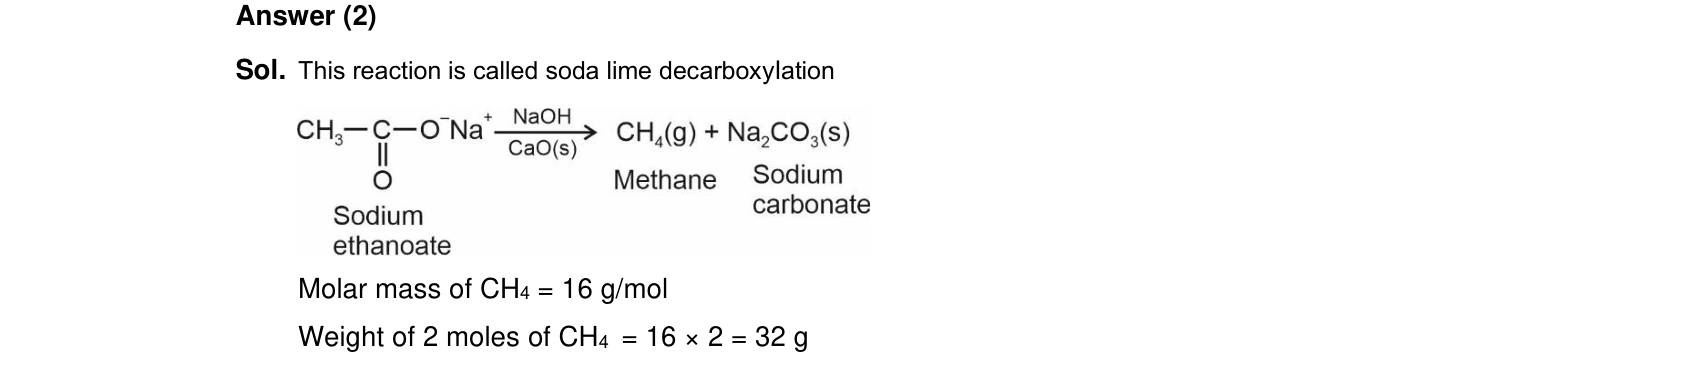 Answer (2)
Sol. This reaction is called soda lime decarboxylation
CH₃—C—O⁻Na⁺ NaOH CH₄(g) + Na₂CO₃(s)
CaO(s)
O
Methane Sodium
carbonate
Sodium
ethanoate
Molar mass of CH₄ = 16 g/mol
Weight of 2 moles of CH₄ = 16 × 2 = 32 g